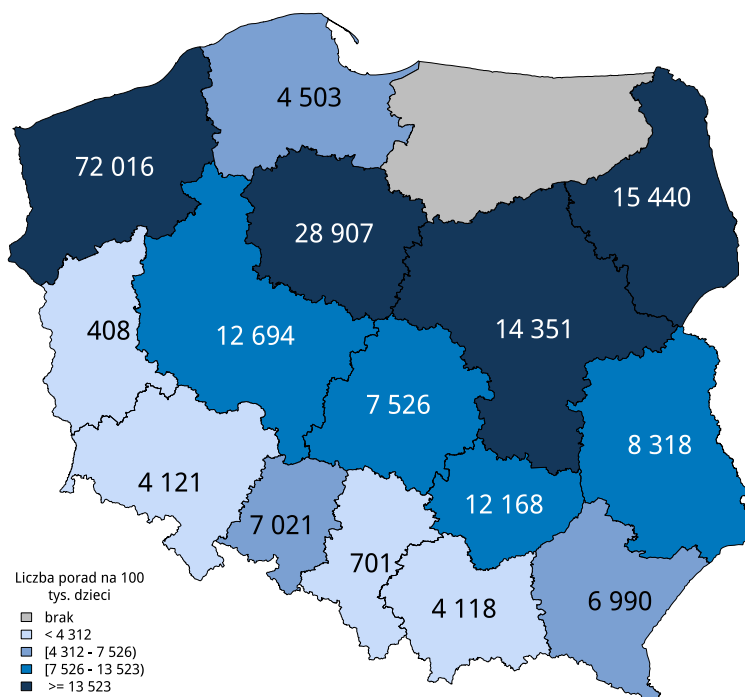 4 503
72 016
15 440
28 907
408
12 694
14 351
7 526
8 318
4 121
12 168
7 021
701
4 118
6 990
Liczba porad na 100
tys. dzieci
brak
< 4 312
[4 312 - 7 526)
[7 526 - 13 523)
>= 13 523